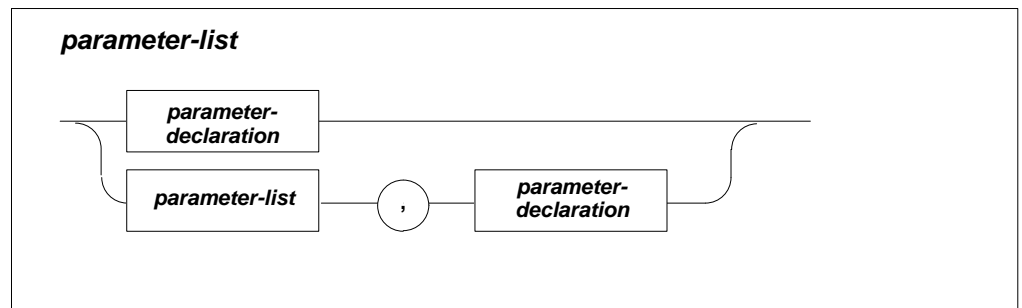 parameter-list
parameter-
declaration
parameter-list
,
parameter-
declaration